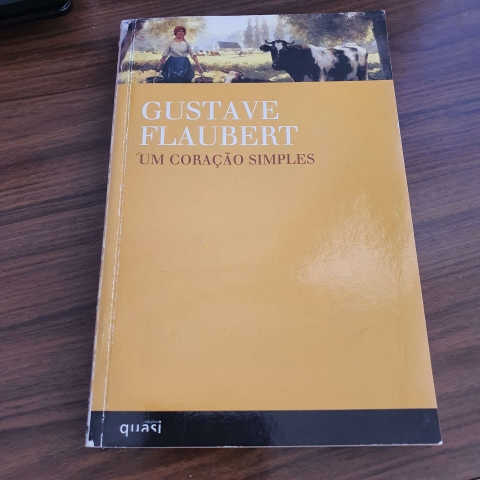 GUSTAVE
FLAUBERT
UM CORAÇÃO SIMPLES
quasi